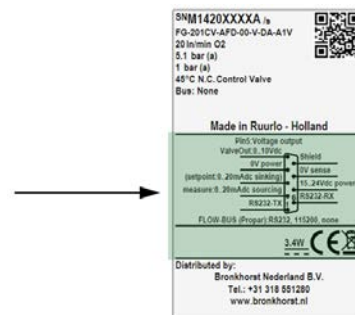 SNM1420XXXXA /a
FG-201CV-AFD-00-V-DA-A1V
20 ln/min O2
5.1 bar (a)
1 bar (a)
45°C N.C. Control Valve
Bus: None
Made in Ruurlo - Holland
Pin5:Voltage output
ValveOut:0..10Vdc
Shield
0V power
0V sense
(setpoint:0..20mAdc sinking)
15..24Vdc power
measure:0..20mAdc sourcing
RS232-RX
RS232-TX
FLOW-BUS (Propar):RS232, 115200, none
3.4W CE
Distributed by:
Bronkhorst Nederland B.V.
Tel.: +31 318 551280
www.bronkhorst.nl